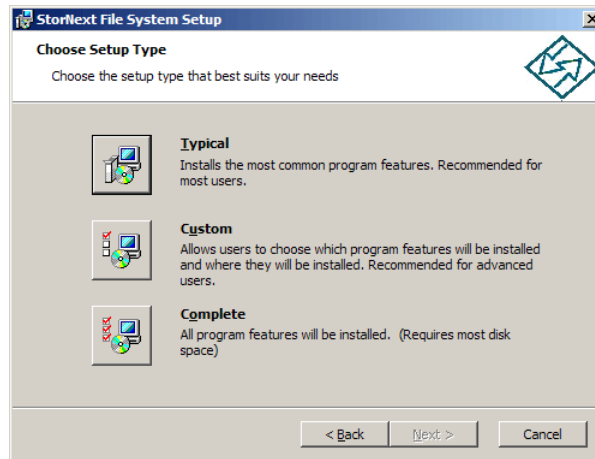 StorNext File System Setup
Choose Setup Type
Choose the setup type that best suits your needs
Typical
Installs the most common program features. Recommended for
most users.
Custom
Allows users to choose which program features will be installed
and where they will be installed. Recommended for advanced
users.
Complete
All program features will be installed. (Requires most disk
space)
< Back
Next >
Cancel